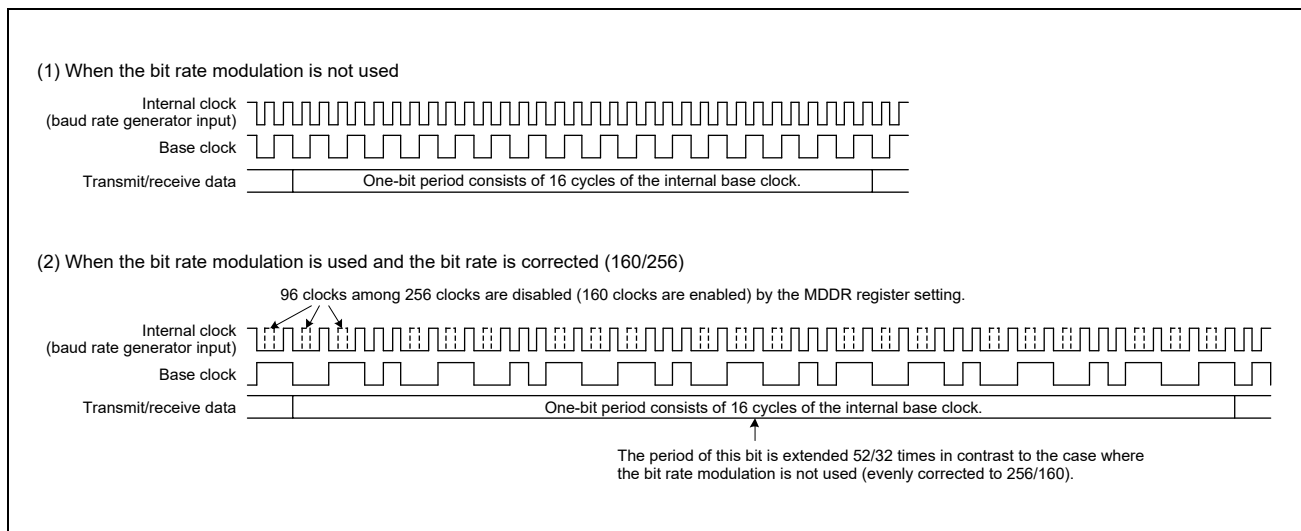 (1) When the bit rate modulation is not used
Internal clock
(baud rate generator input)
Base clock
Transmit/receive data
One-bit period consists of 16 cycles of the internal base clock.
(2) When the bit rate modulation is used and the bit rate is corrected (160/256)
96 clocks among 256 clocks are disabled (160 clocks are enabled) by the MDDR register setting.
Internal clock
(baud rate generator input)
Base clock
Transmit/receive data
One-bit period consists of 16 cycles of the internal base clock.
The period of this bit is extended 52/32 times in contrast to the case where
the bit rate modulation is not used (evenly corrected to 256/160).